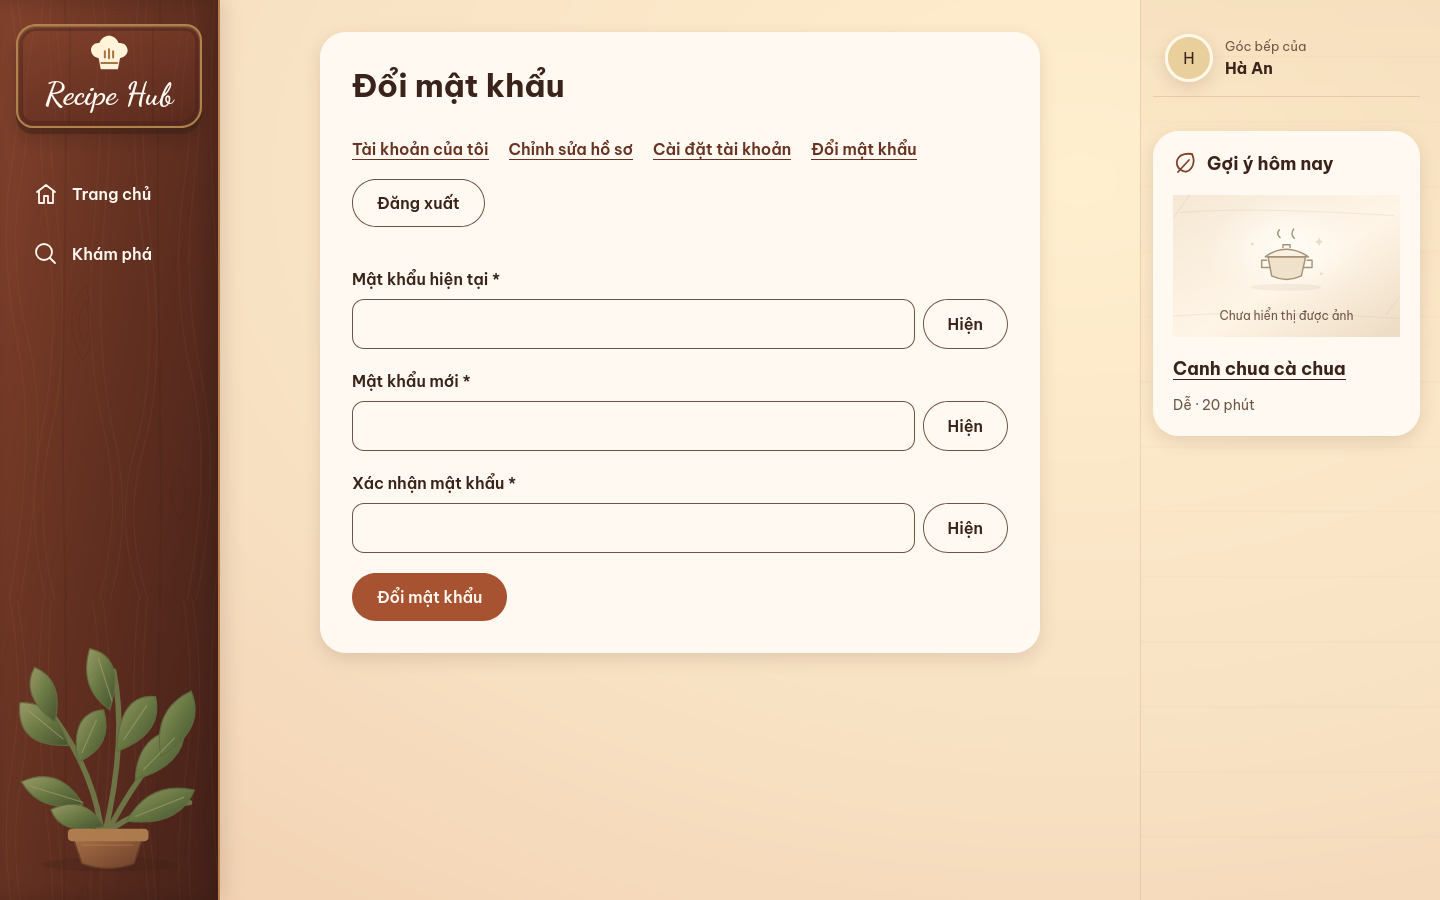 Recipe Hub
Trang chủ
Khám phá
Đổi mật khẩu
Tài khoản của tôi Chỉnh sửa hồ sơ Cài đặt tài khoản Đổi mật khẩu
Đăng xuất
Mật khẩu hiện tại *
Hiện
Mật khẩu mới *
Hiện
Xác nhận mật khẩu *
Hiện
Đổi mật khẩu
H
Góc bếp của
Hà An
Gợi ý hôm nay
Chưa hiển thị được ảnh
Canh chua cà chua
Dễ · 20 phút